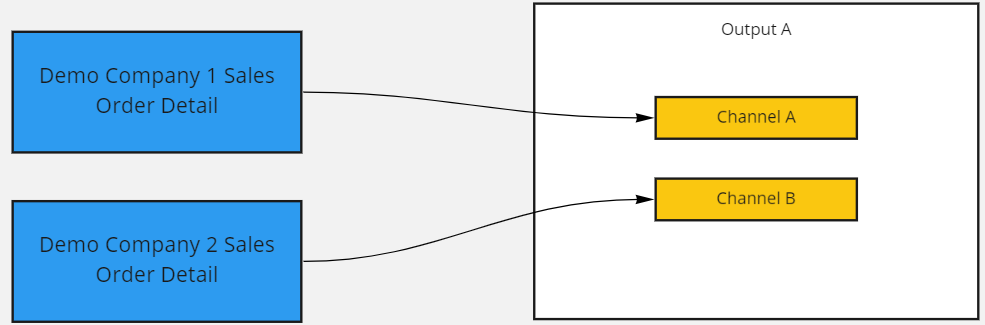 Demo Company 1 Sales
Order Detail
Demo Company 2 Sales
Order Detail
Output A
Channel A
Channel B